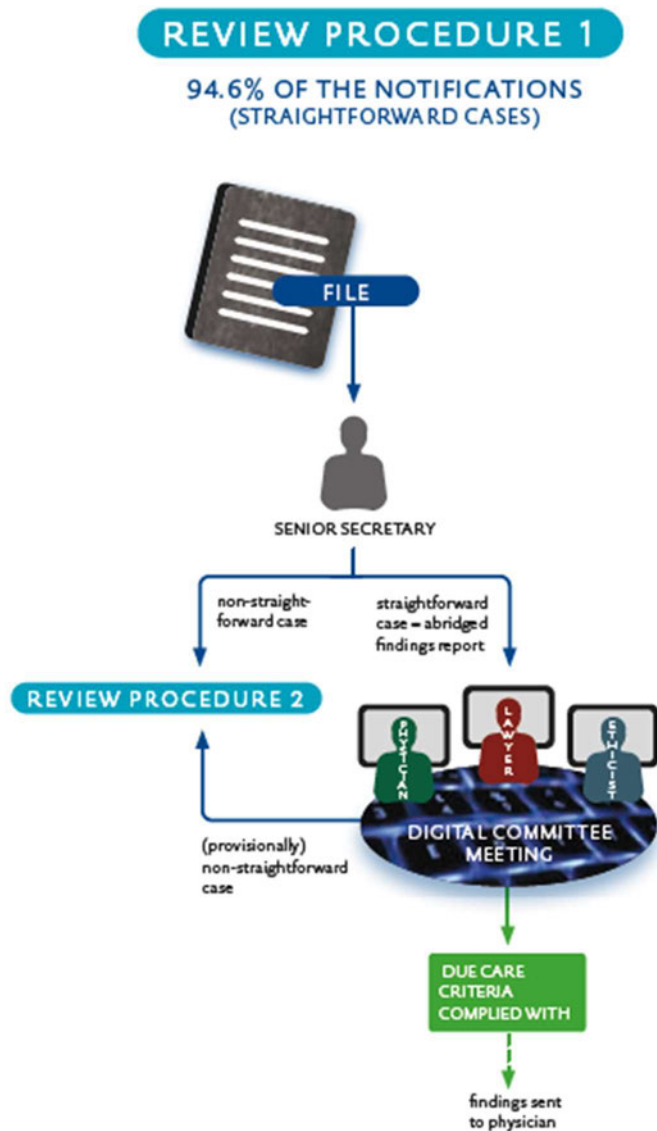 REVIEW PROCEDURE 1
94.6% OF THE NOTIFICATIONS
(STRAIGHTFORWARD CASES)
FILE
SENIOR SECRETARY
non-straight-
forward case
straightforward
case = abridged
findings report
REVIEW PROCEDURE 2
PHYSICIAN
LAWYER
ETHICIST
DIGITAL COMMITTEE
MEETING
(provisionally)
non-straightforward
case
DUE CARE
CRITERIA
COMPLIED WITH
findings sent
to physician